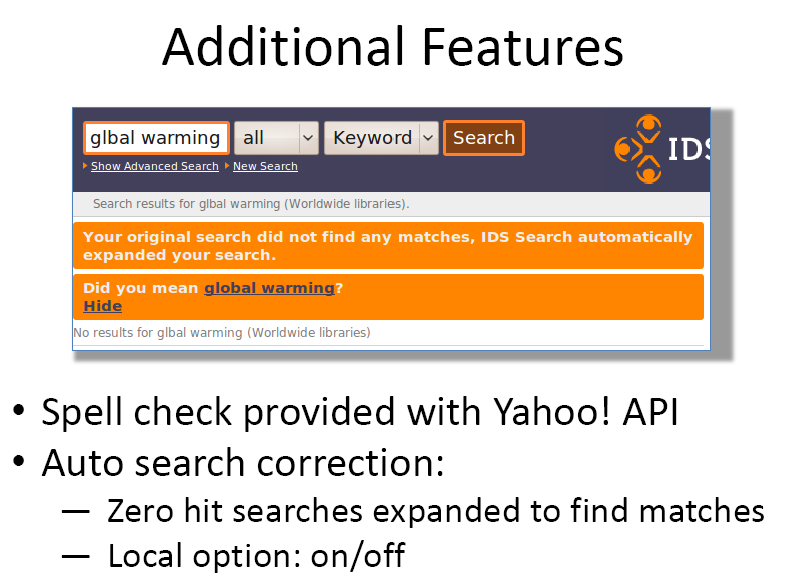 Additional Features
glbal warming all Keyword Search
IDS
Show Advanced Search New Search
Search results for glbal warming (Worldwide libraries).
Your original search did not find any matches, IDS Search automatically
expanded your search.
Did you mean global warming?
Hide
No results for glbal warming (Worldwide libraries)
• Spell check provided with Yahoo! API
• Auto search correction:
— Zero hit searches expanded to find matches
— Local option: on/off